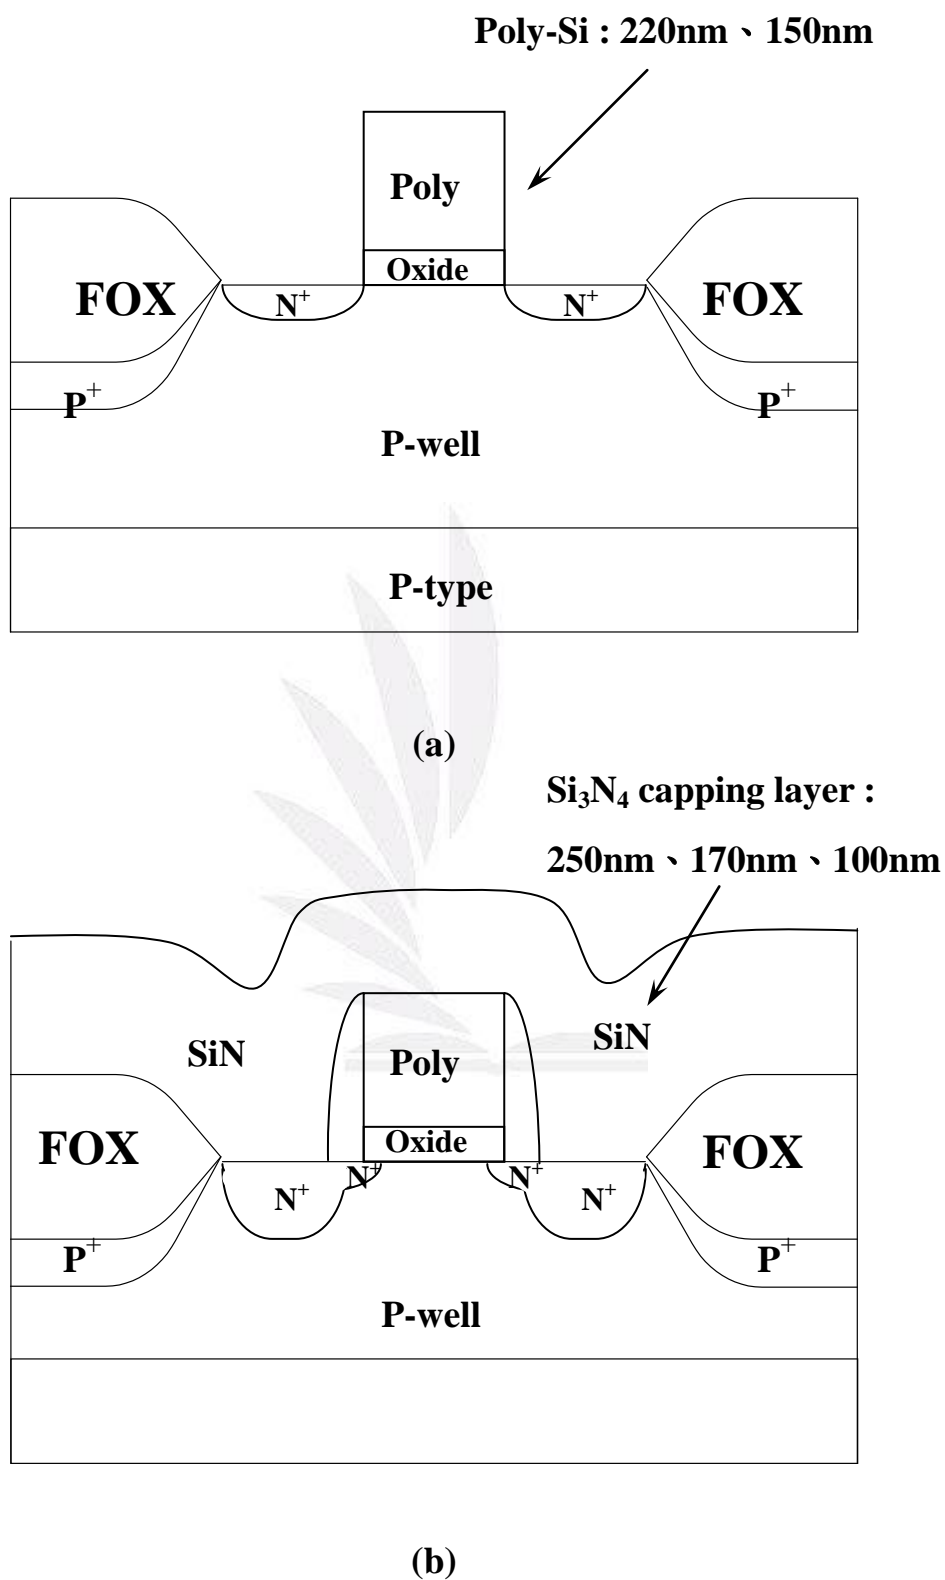 Poly-Si : 220nm、150nm
Poly
Oxide
FOX
N⁺
N⁺
FOX
P⁺
P⁺
P-well
P-type
(a)
Si₃N₄ capping layer :
250nm、170nm、100nm
SiN
SiN
Poly
FOX
Oxide
FOX
N⁺
N⁺
N⁺
N⁺
P⁺
P⁺
P-well
(b)